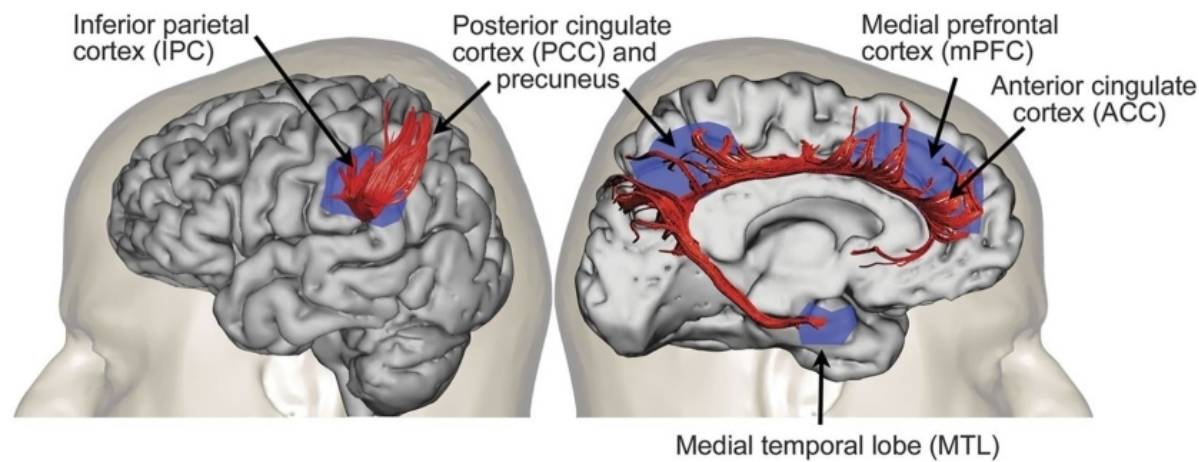 Inferior parietal
cortex (IPC)
Posterior cingulate
cortex (PCC) and
precuneus
Medial prefrontal
cortex (mPFC)
Anterior cingulate
cortex (ACC)
Medial temporal lobe (MTL)